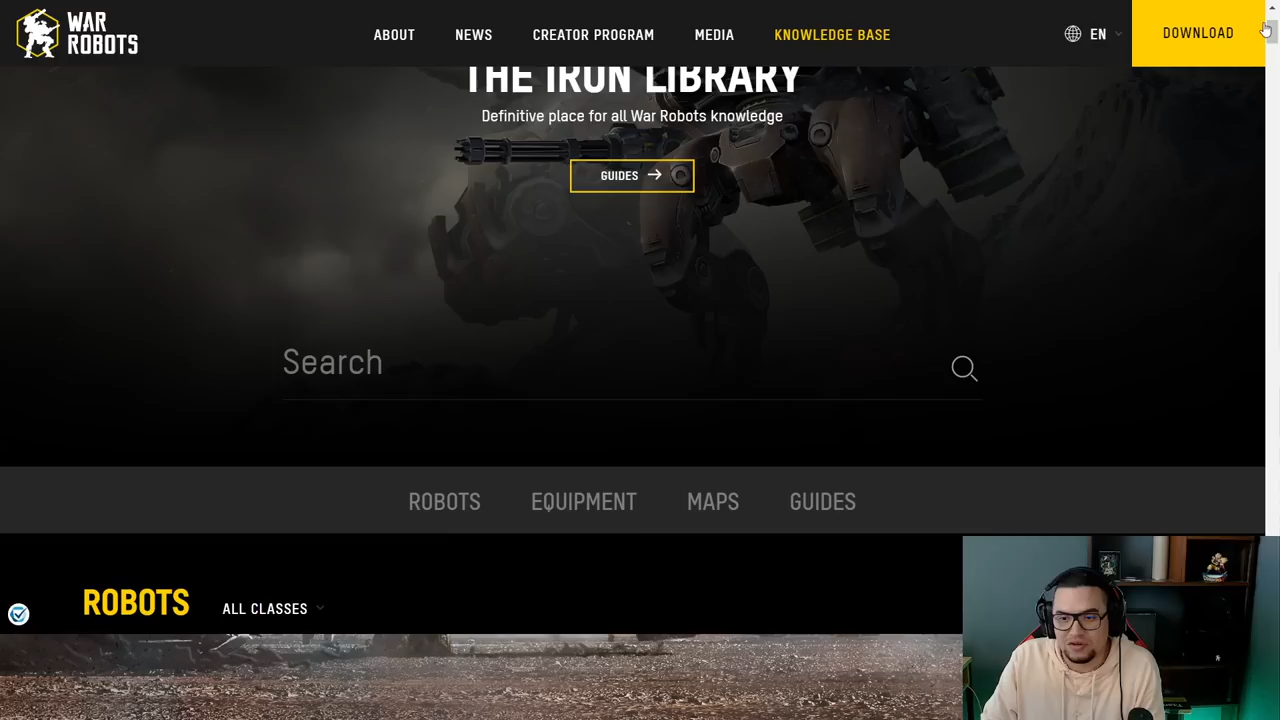 WAR
ROBOTS
ABOUT
NEWS
CREATOR PROGRAM
MEDIA
KNOWLEDGE BASE
EN
DOWNLOAD
THE IRON LIBRARY
Definitive place for all War Robots knowledge
GUIDES
Search
ROBOTS
EQUIPMENT
MAPS
GUIDES
ROBOTS
ALL CLASSES